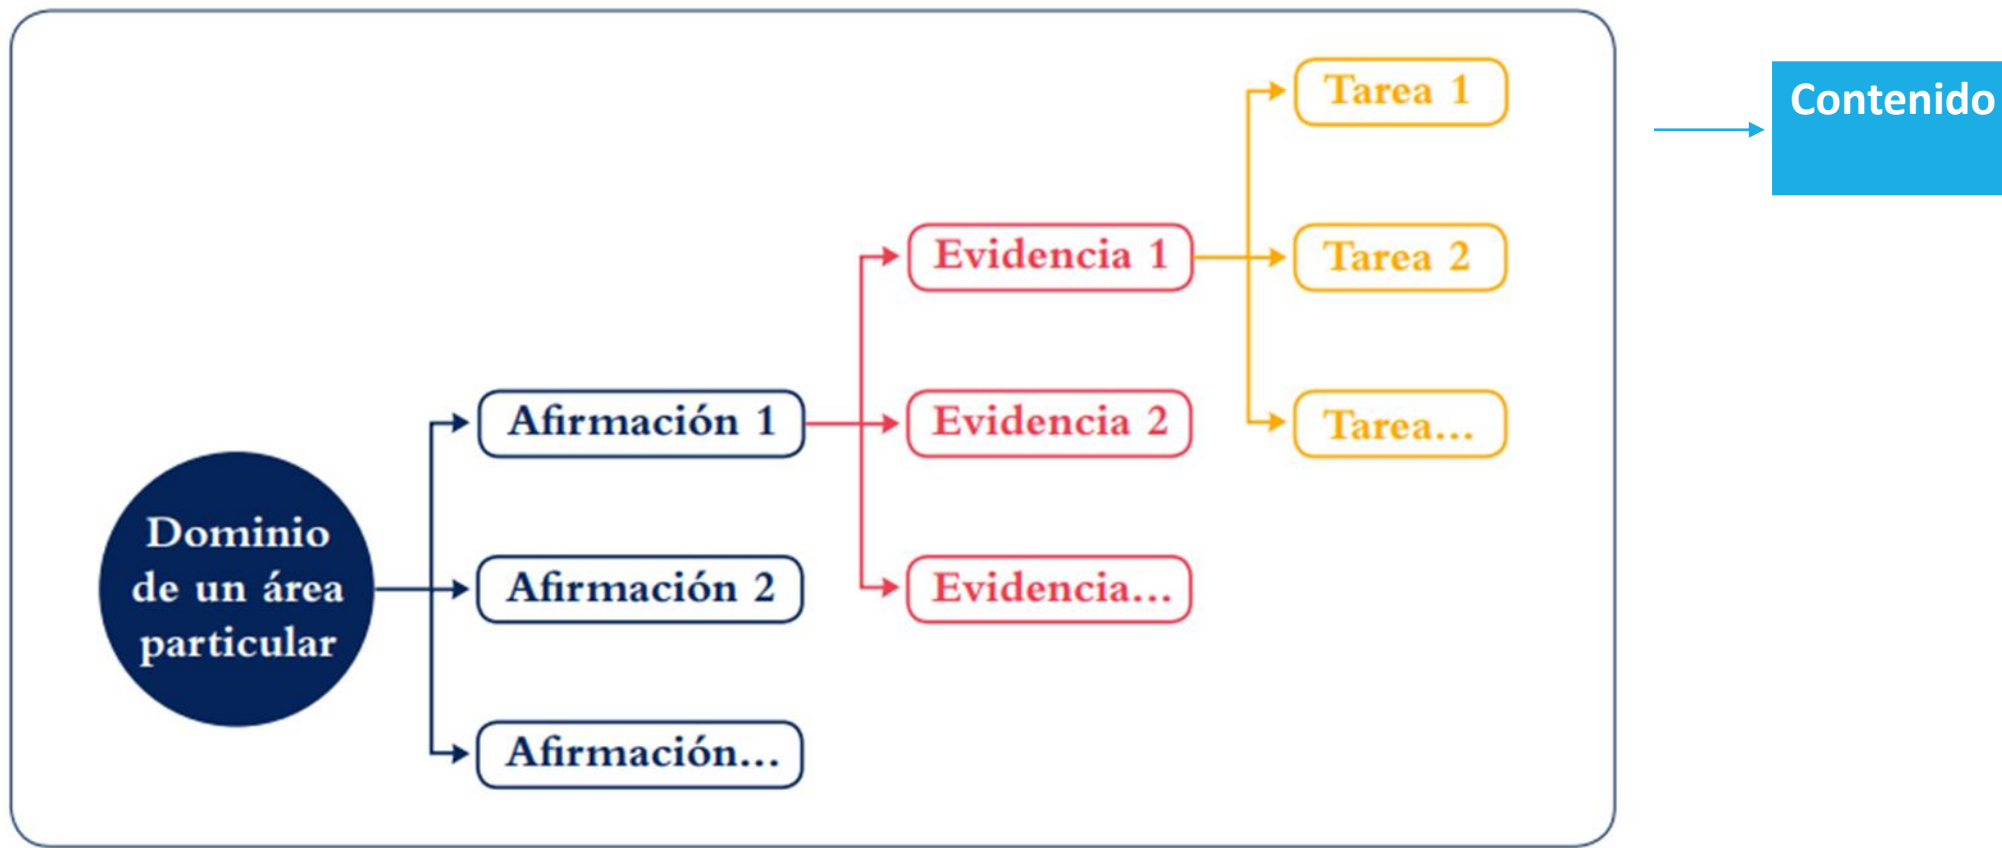 Tarea 1
Contenido
Evidencia 1
Tarea 2
Afirmación 1
Evidencia 2
Tarea...
Dominio
de un área
particular
Afirmación 2
Evidencia...
Afirmación...